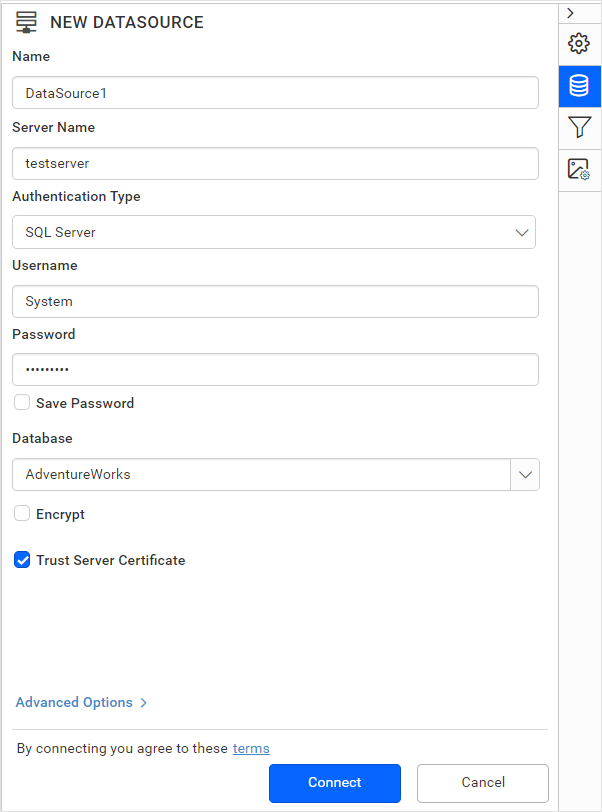 NEW DATASOURCE
Name
DataSource1
Server Name
testserver
Authentication Type
SQL Server
Username
System
Password
•••••••••
Save Password
Database
AdventureWorks
Encrypt
Trust Server Certificate
Advanced Options
By connecting you agree to these terms
Connect Cancel